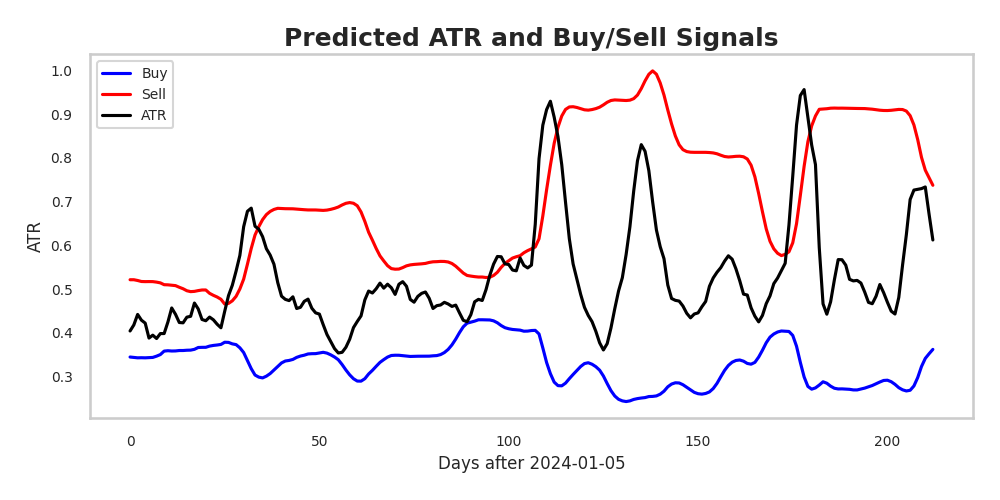 Predicted ATR and Buy/Sell Signals
Buy
Sell
ATR
1.0
0.9
0.8
0.7
0.6
0.5
0.4
0.3
ATR
0
50
100
150
200
Days after 2024-01-05